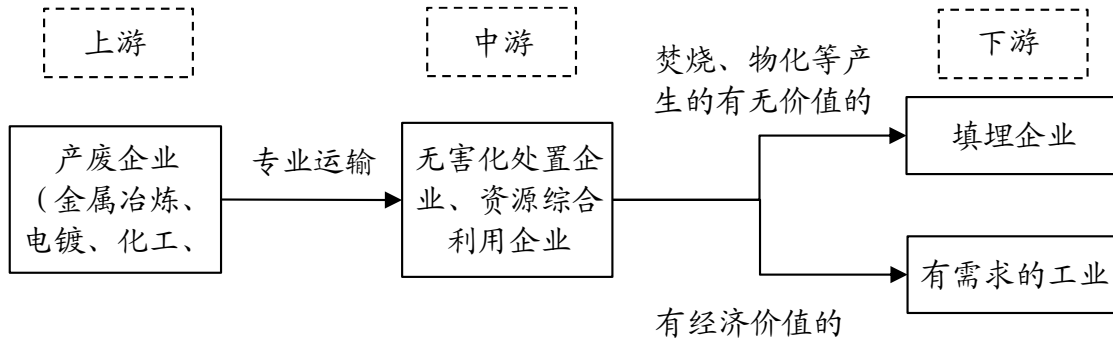 上游
中游
下游
产废企业
（金属冶炼、
电镀、化工、
专业运输
无害化处置企
业、资源综合
利用企业
焚烧、物化等产
生的有无价值的
填埋企业
有经济价值的
有需求的工业